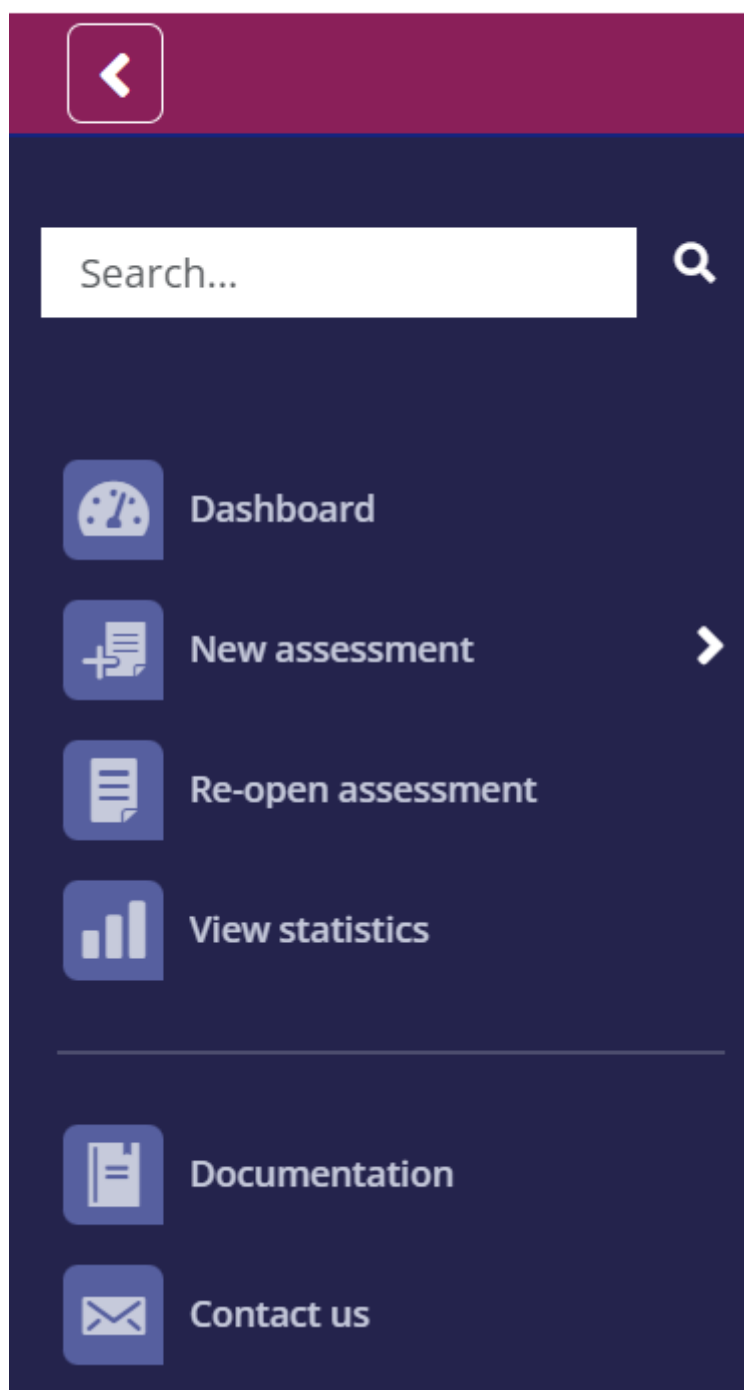 Search...
Dashboard
New assessment
Re-open assessment
View statistics
Documentation
Contact us